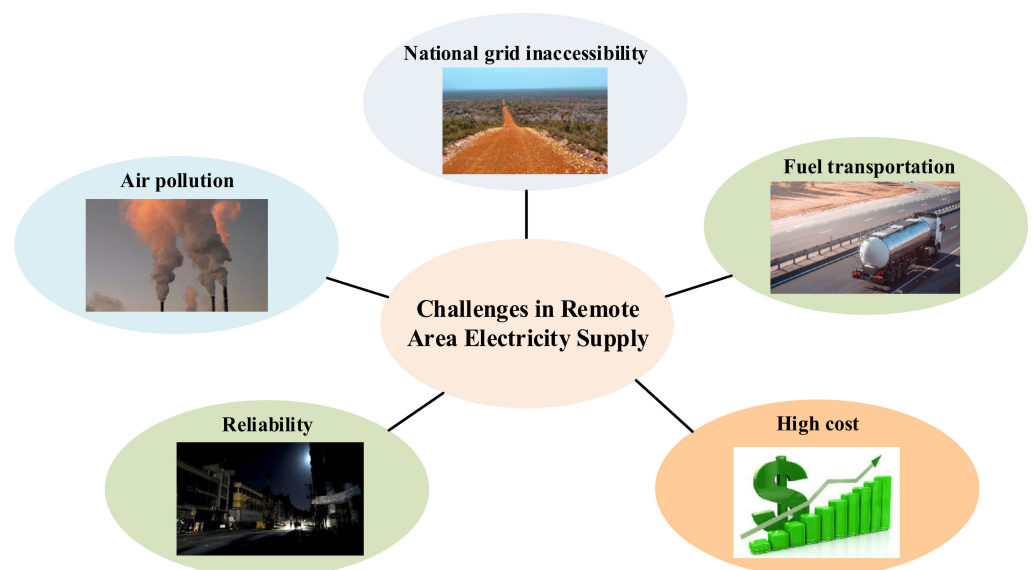 National grid inaccessibility
Air pollution
Fuel transportation
Challenges in Remote
Area Electricity Supply
Reliability
High cost
$